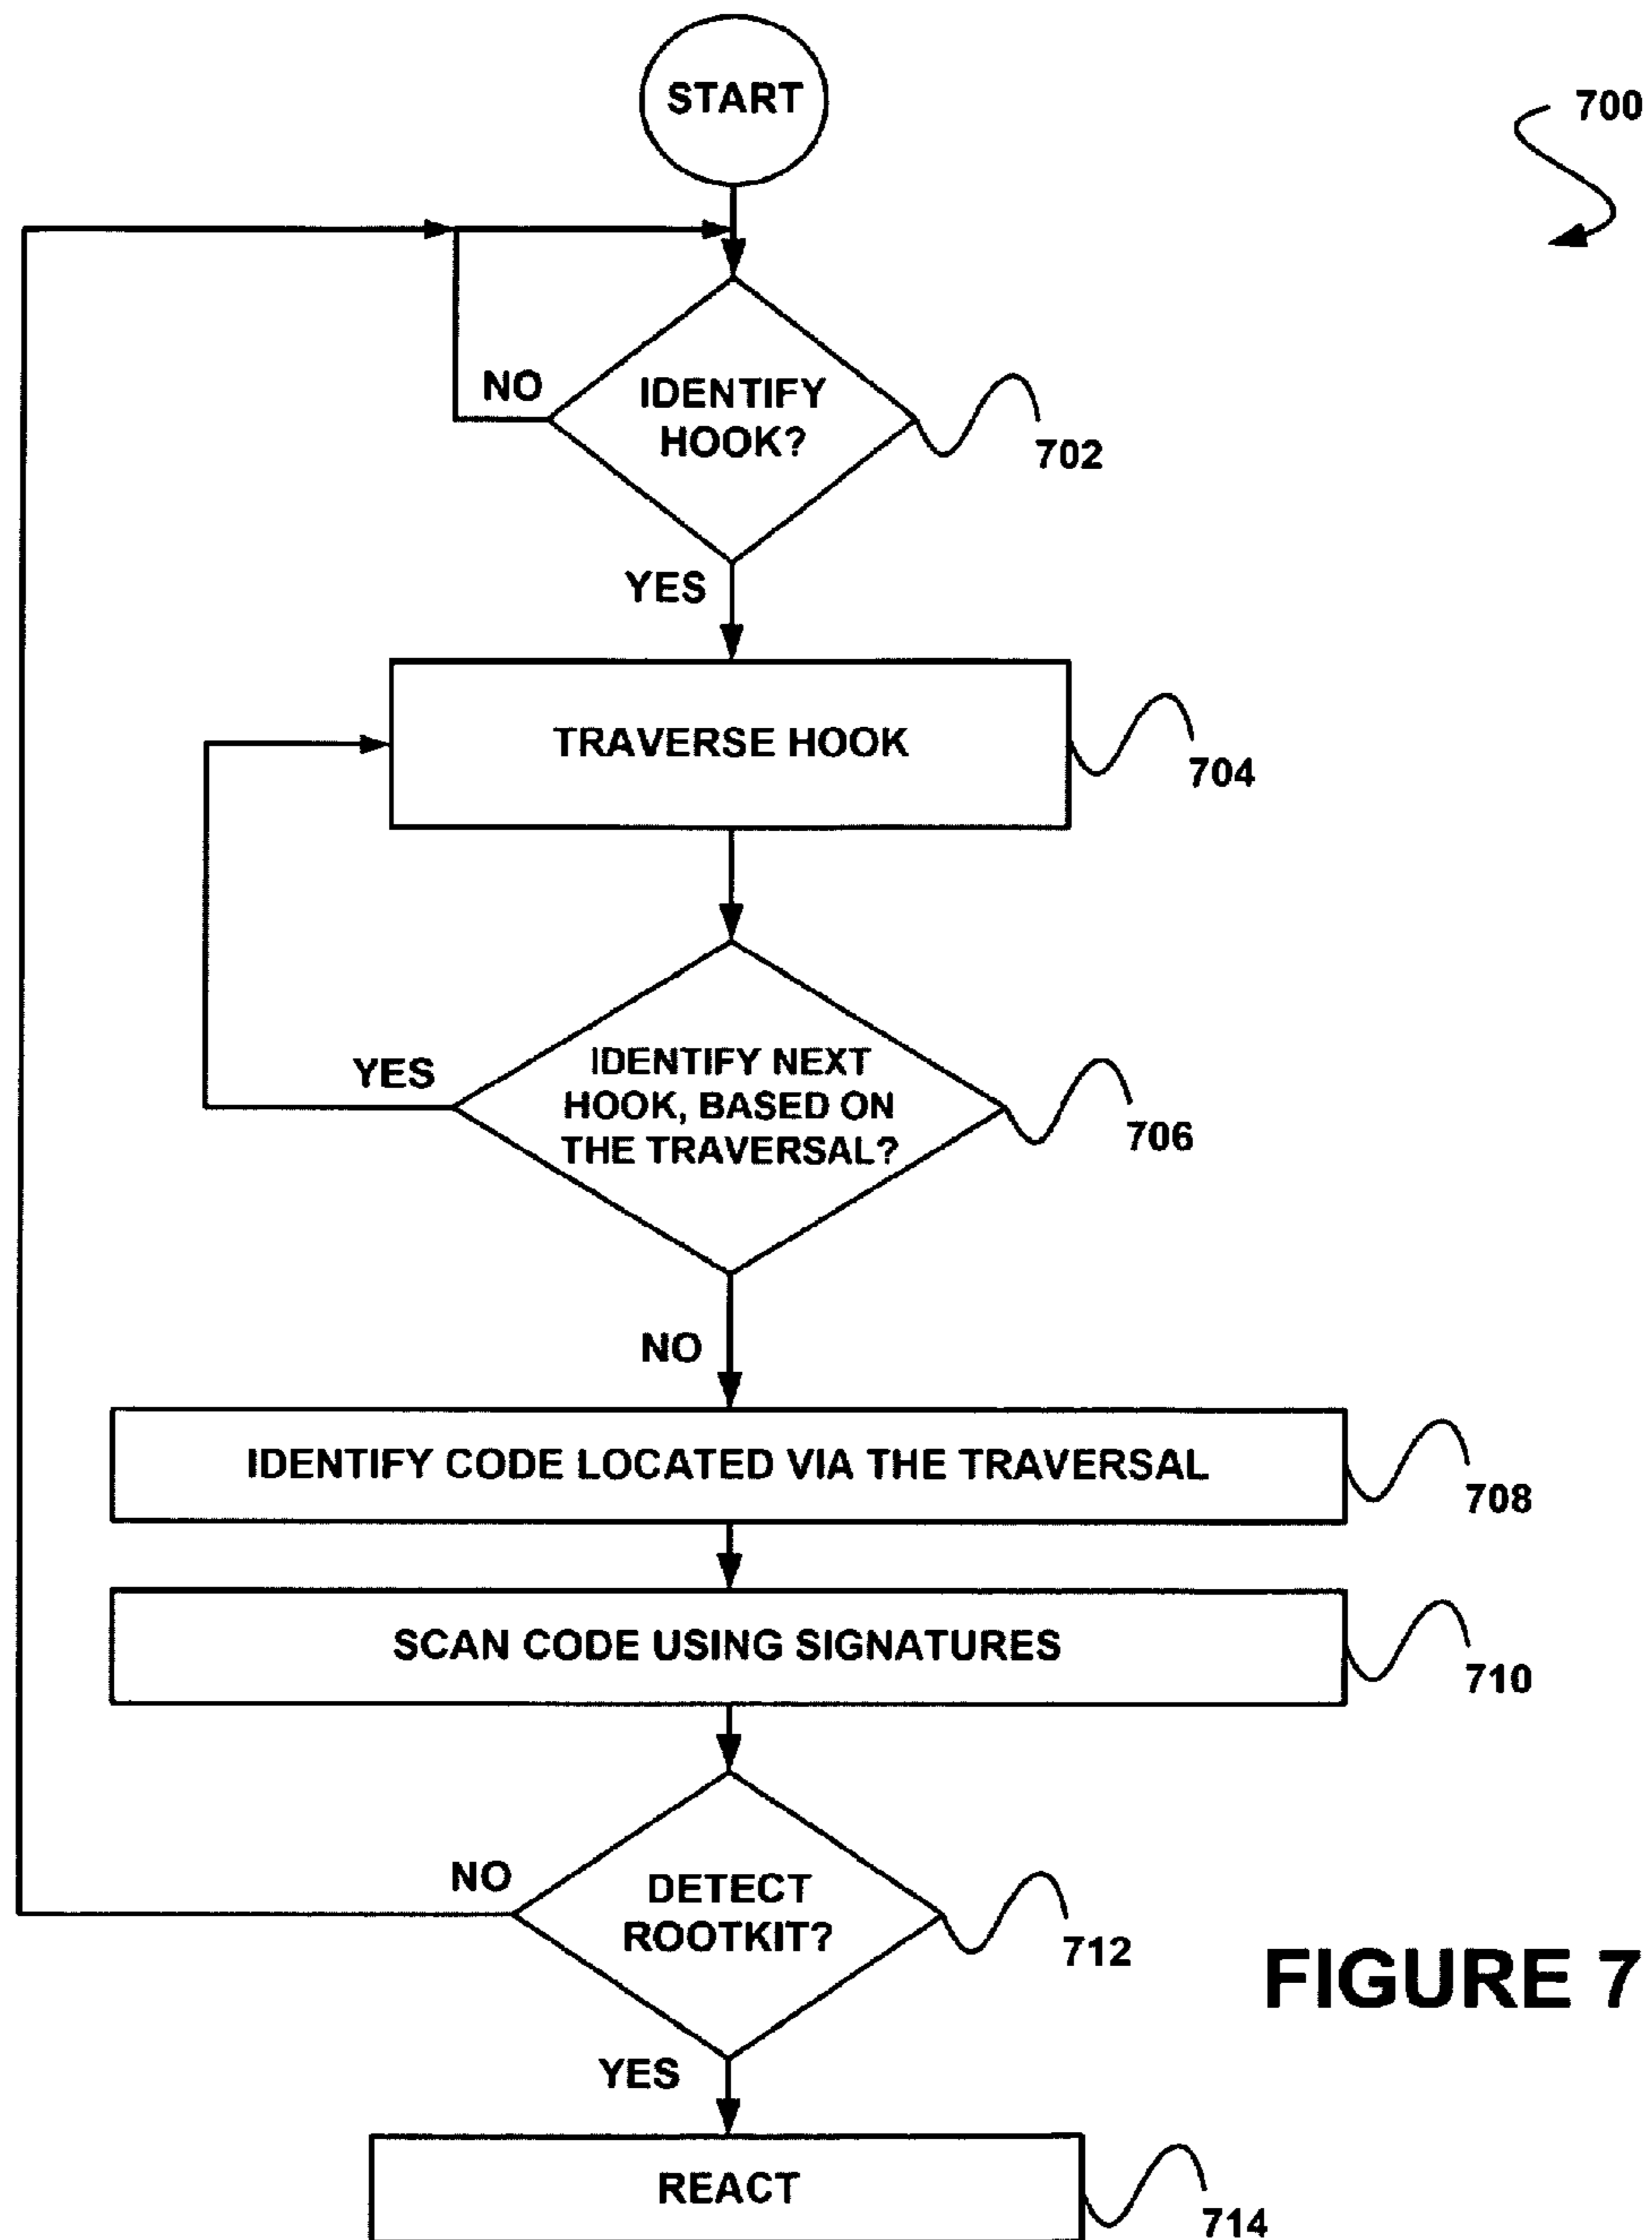 START
700
NO
IDENTIFY
HOOK?
702
YES
TRAVERSE HOOK
704
YES
IDENTIFY NEXT
HOOK, BASED ON
THE TRAVERSAL?
706
NO
IDENTIFY CODE LOCATED VIA THE TRAVERSAL
708
SCAN CODE USING SIGNATURES
710
NO
DETECT
ROOTKIT?
712
FIGURE 7
YES
REACT
714